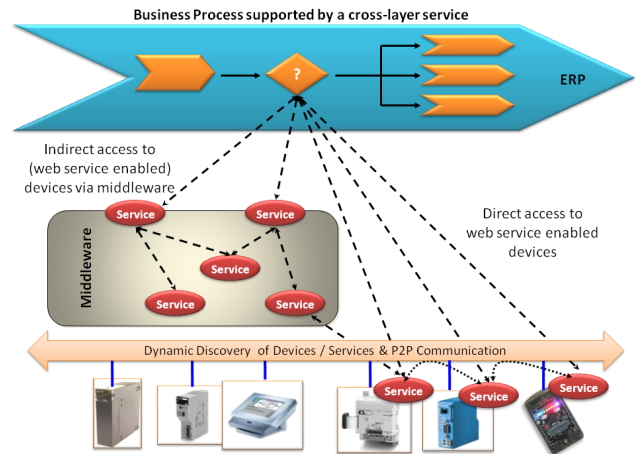 Business Process supported by a cross-layer service
?
ERP
Indirect access to
(web service enabled)
devices via middleware
Direct access to
web service enabled
devices
Middleware
Service
Service
Service
Service
Service
Dynamic Discovery of Devices / Services & P2P Communication
Service
Service
Service